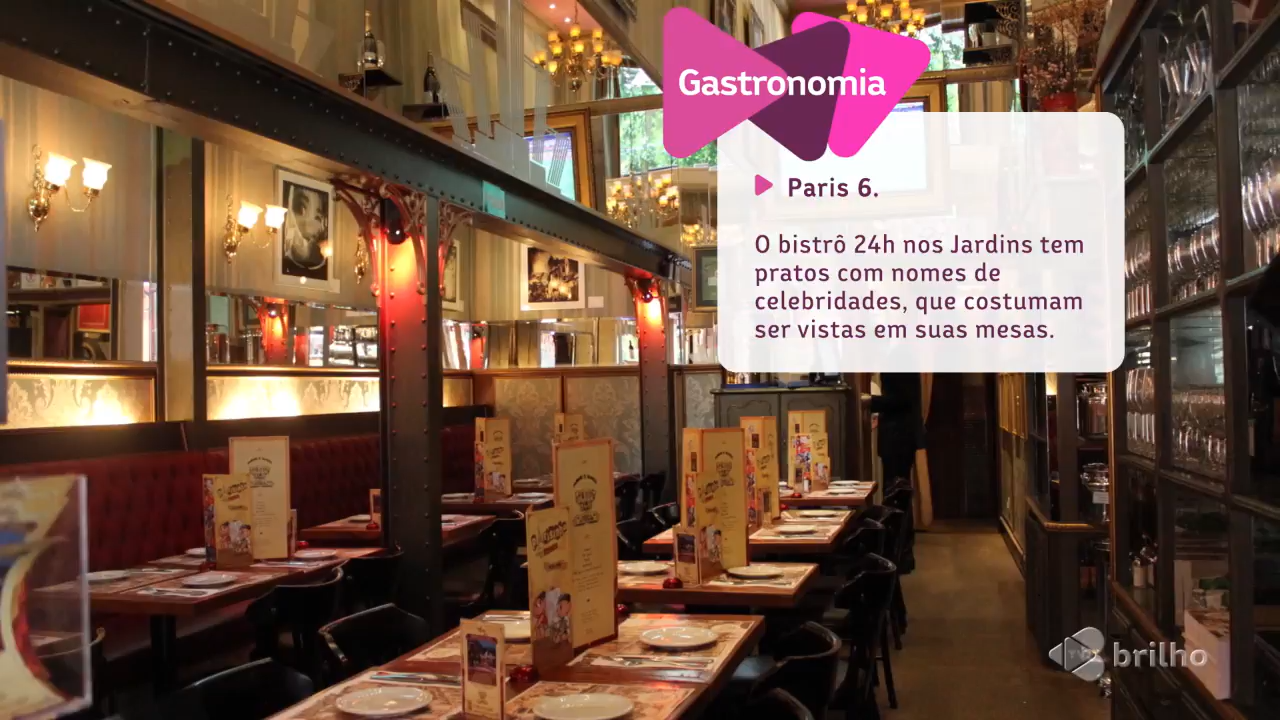 Gastronomia
Paris 6.
O bistrô 24h nos Jardins tem
pratos com nomes de
celebridades, que costumam
ser vistas em suas mesas.
brilho